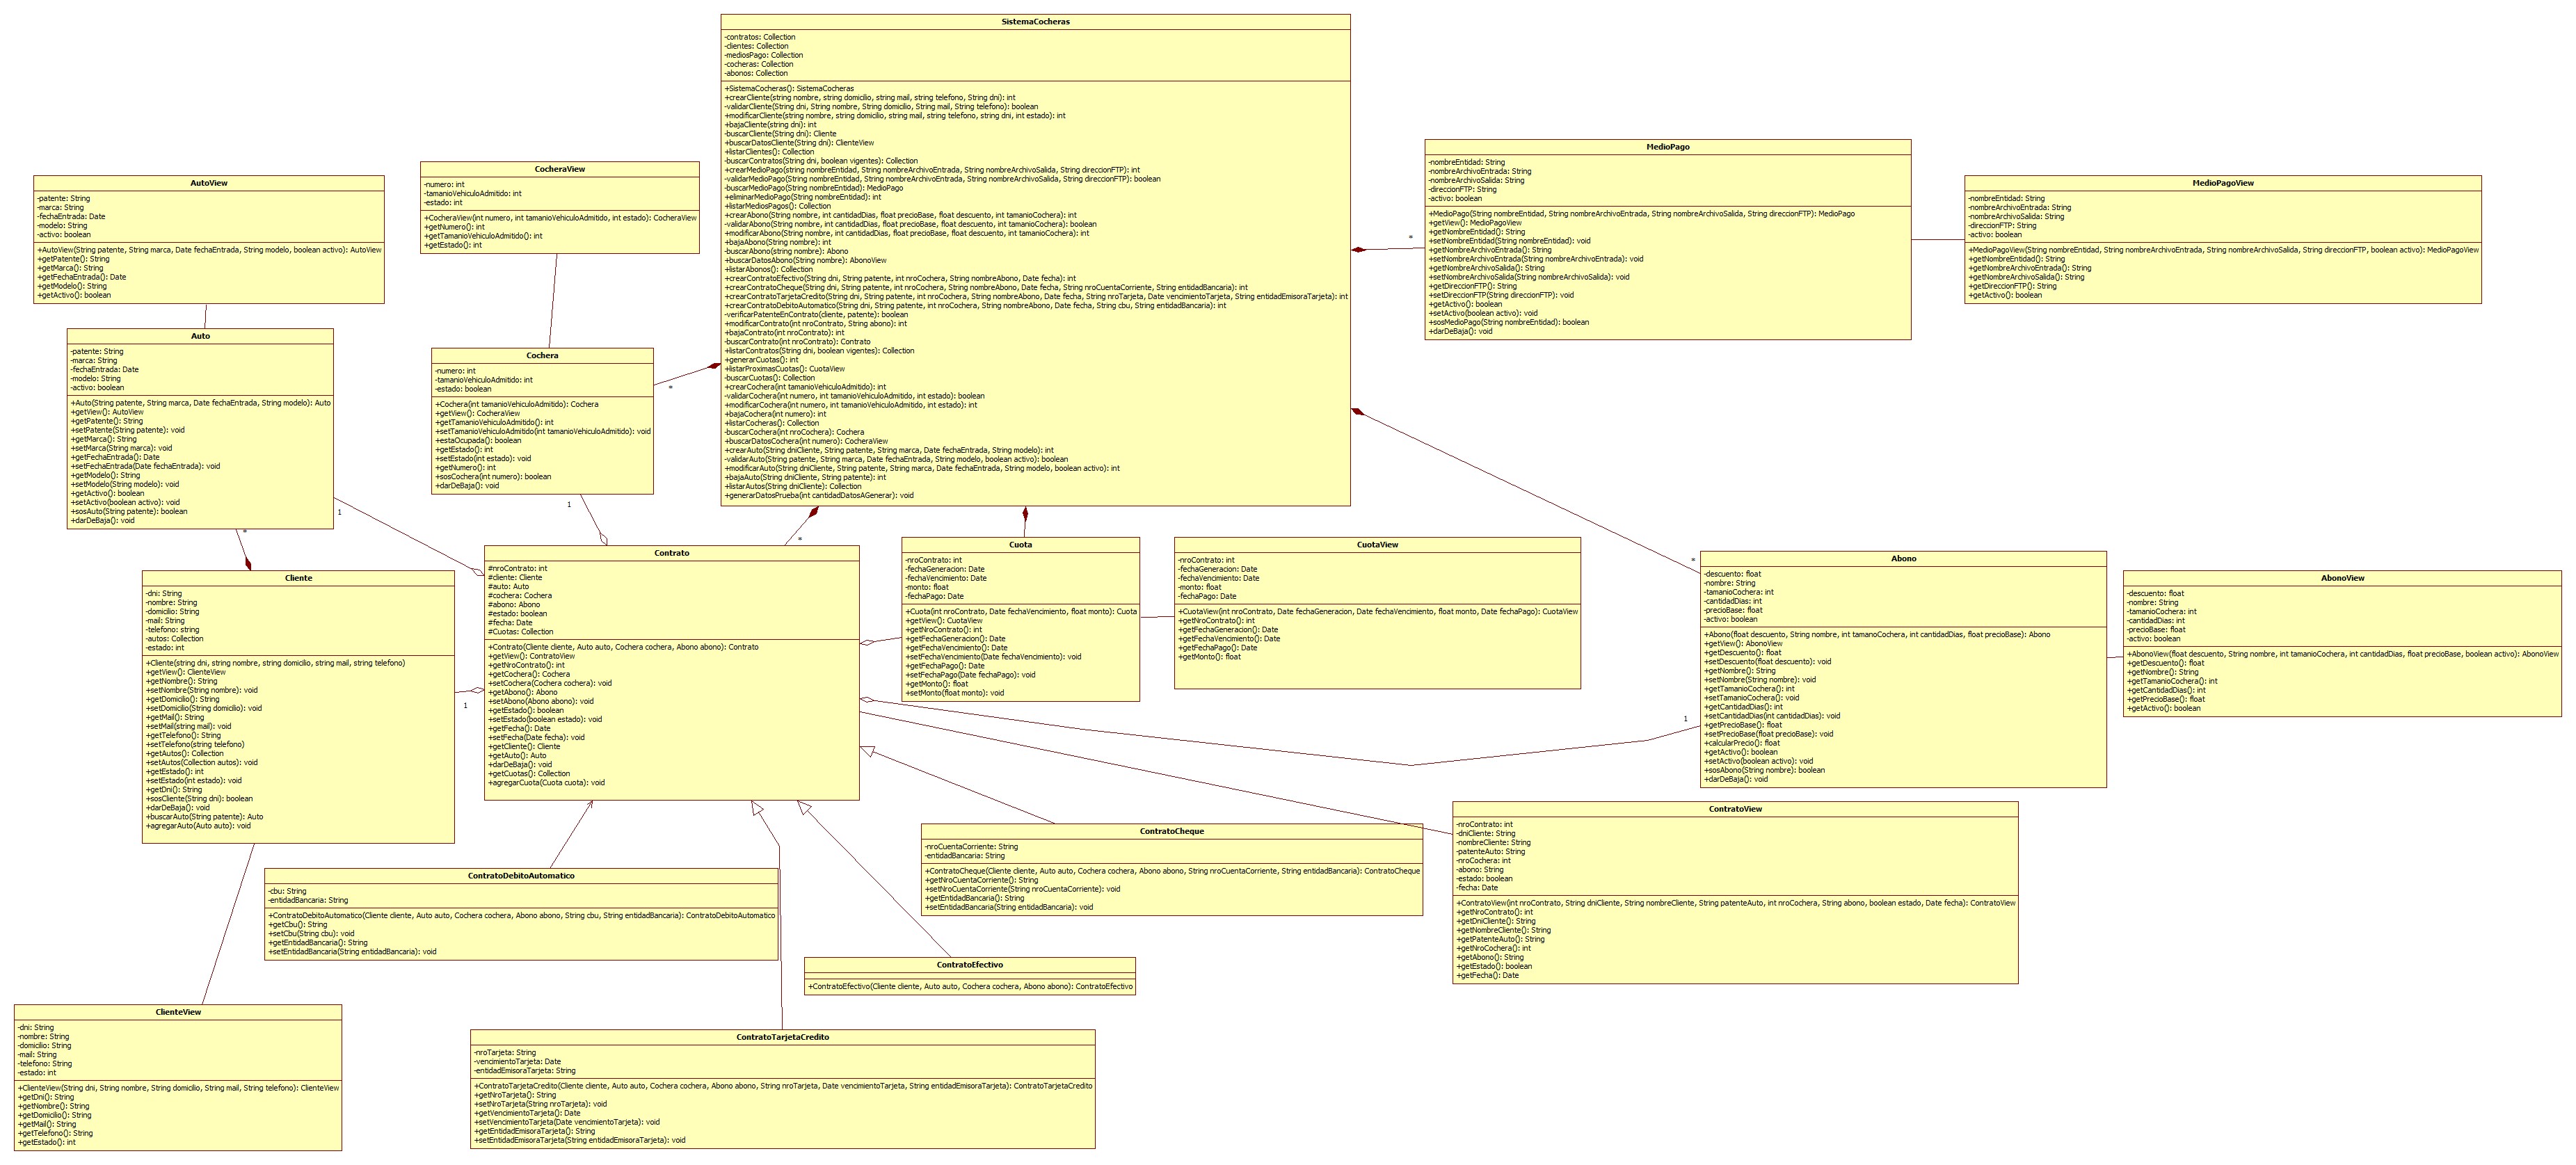 SistemaCocheras
-contratos: Collection
-clientes: Collection
-mediosPago: Collection
-cocheras: Collection
-abonos: Collection
+SistemaCocheras(): SistemaCocheras
+crearCliente(string nombre, string domicilio, string mail, string telefono, String dni): int
-validarCliente(String dni, String nombre, String domicilio, String mail, String telefono): boolean
+modificarCliente(string nombre, string domicilio, string mail, string telefono, string dni, int estado): int
+bajaCliente(string dni): int
-buscarCliente(String dni): Cliente
+buscarDatosCliente(String dni): ClienteView
+listarClientes(): Collection
-buscarContratos(String dni, boolean vigentes): Collection
+crearMedioPago(string nombreEntidad, String nombreArchivoEntrada, String nombreArchivoSalida, String direccionFTP): int
-validarMedioPago(String nombreEntidad, String nombreArchivoEntrada, String nombreArchivoSalida, String direccionFTP): boolean
-buscarMedioPago(String nombreEntidad): MedioPago
+eliminarMedioPago(String nombreEntidad): int
+listarMediosPagos(): Collection
+crearAbono(String nombre, int cantidadDias, float precioBase, float descuento, int tamanioCochera): int
-validarAbono(String nombre, int cantidadDias, float precioBase, float descuento, int tamanioCochera): boolean
+modificarAbono(String nombre, int cantidadDias, float precioBase, float descuento, int tamanioCochera): int
+bajaAbono(String nombre): int
-buscarAbono(string nombre): Abono
+buscarDatosAbono(String nombre): AbonoView
+listarAbonos(): Collection
+crearContratoEfectivo(String dni, String patente, int nroCochera, String nombreAbono, Date fecha): int
+crearContratoCheque(String dni, String patente, int nroCochera, String nombreAbono, Date fecha, String nroCuentaCorriente, String entidadBancaria): int
+crearContratoTarjetaCredito(String dni, String patente, int nroCochera, String nombreAbono, Date fecha, String nroTarjeta, Date vencimientoTarjeta, String entidadEmisoraTarjeta): int
+crearContratoDebitoAutomatico(String dni, String patente, int nroCochera, String nombreAbono, Date fecha, String cbu, String entidadBancaria): int
-verificarPatenteEnContrato(cliente, patente): boolean
+modificarContrato(int nroContrato, String abono): int
+bajaContrato(int nroContrato): int
-buscarContrato(int nroContrato): Contrato
+listarContratos(String dni, boolean vigentes): Collection
+generarCuotas(): int
+listarProximasCuotas(): CuotaView
-buscarCuotas(): Collection
+crearCochera(int tamanioVehiculoAdmitido): int
-validarCochera(int numero, int tamanioVehiculoAdmitido, int estado): boolean
+modificarCochera(int numero, int tamanioVehiculoAdmitido, int estado): int
+bajaCochera(int numero): int
+listarCocheras(): Collection
-buscarCochera(int nroCochera): Cochera
+buscarDatosCochera(int numero): CocheraView
+crearAuto(String dniCliente, String patente, String marca, Date fechaEntrada, String modelo): int
-validarAuto(String patente, String marca, Date fechaEntrada, String modelo, boolean activo): boolean
+modificarAuto(String dniCliente, String patente, String marca, Date fechaEntrada, String modelo, boolean activo): int
+bajaAuto(String dniCliente, String patente): int
+listarAutos(String dniCliente): Collection
+generarDatosPrueba(int cantidadDatosAGenerar): void
MedioPago
-nombreEntidad: String
-nombreArchivoEntrada: String
-nombreArchivoSalida: String
-direccionFTP: String
-activo: boolean
+MedioPago(String nombreEntidad, String nombreArchivoEntrada, String nombreArchivoSalida, String direccionFTP): MedioPago
+getView(): MedioPagoView
+getNombreEntidad(): String
+setNombreEntidad(String nombreEntidad): void
+getNombreArchivoEntrada(): String
+setNombreArchivoEntrada(String nombreArchivoEntrada): void
+getNombreArchivoSalida(): String
+setNombreArchivoSalida(String nombreArchivoSalida): void
+getDireccionFTP(): String
+setDireccionFTP(String direccionFTP): void
+getActivo(): boolean
+setActivo(boolean activo): void
+sosMedioPago(String nombreEntidad): boolean
+darDeBaja(): void
*
MedioPagoView
-nombreEntidad: String
-nombreArchivoEntrada: String
-nombreArchivoSalida: String
-direccionFTP: String
-activo: boolean
+MedioPagoView(String nombreEntidad, String nombreArchivoEntrada, String nombreArchivoSalida, String direccionFTP, boolean activo): MedioPagoView
+getNombreEntidad(): String
+getNombreArchivoEntrada(): String
+getNombreArchivoSalida(): String
+getDireccionFTP(): String
+getActivo(): boolean
CocheraView
-numero: int
-tamanioVehiculoAdmitido: int
-estado: int
+CocheraView(int numero, int tamanioVehiculoAdmitido, int estado): CocheraView
+getNumero(): int
+getTamanioVehiculoAdmitido(): int
+getEstado(): int
AutoView
-patente: String
-marca: String
-fechaEntrada: Date
-modelo: String
-activo: boolean
+AutoView(String patente, String marca, Date fechaEntrada, String modelo, boolean activo): AutoView
+getPatente(): String
+getMarca(): String
+getFechaEntrada(): Date
+getModelo(): String
+getActivo(): boolean
Auto
-patente: String
-marca: String
-fechaEntrada: Date
-modelo: String
-activo: boolean
+Auto(String patente, String marca, Date fechaEntrada, String modelo): Auto
+getView(): AutoView
+getPatente(): String
+setPatente(String patente): void
+getMarca(): String
+setMarca(String marca): void
+getFechaEntrada(): Date
+setFechaEntrada(Date fechaEntrada): void
+getModelo(): String
+setModelo(String modelo): void
+getActivo(): boolean
+setActivo(boolean activo): void
+sosAuto(String patente): boolean
+darDeBaja(): void
1
*
Cochera
-numero: int
-tamanioVehiculoAdmitido: int
-estado: boolean
+Cochera(int tamanioVehiculoAdmitido): Cochera
+getView(): CocheraView
+getTamanioVehiculoAdmitido(): int
+setTamanioVehiculoAdmitido(int tamanioVehiculoAdmitido): void
+estaOcupada(): boolean
+getEstado(): int
+setEstado(int estado): void
+getNumero(): int
+sosCochera(int numero): boolean
+darDeBaja(): void
*
1
Contrato
#nroContrato: int
#cliente: Cliente
#auto: Auto
#cochera: Cochera
#abono: Abono
#estado: boolean
#fecha: Date
#Cuotas: Collection
+Contrato(Cliente cliente, Auto auto, Cochera cochera, Abono abono): Contrato
+getView(): ContratoView
+getNroContrato(): int
+getCochera(): Cochera
+setCochera(Cochera cochera): void
+getAbono(): Abono
+setAbono(Abono abono): void
+getEstado(): boolean
+setEstado(boolean estado): void
+getFecha(): Date
+setFecha(Date fecha): void
+getCliente(): Cliente
+getAuto(): Auto
+darDeBaja(): void
+getCuotas(): Collection
+agregarCuota(Cuota cuota): void
*
Cuota
-nroContrato: int
-fechaGeneracion: Date
-fechaVencimiento: Date
-monto: float
-fechaPago: Date
+Cuota(int nroContrato, Date fechaVencimiento, float monto): Cuota
+getView(): CuotaView
+getNroContrato(): int
+getFechaGeneracion(): Date
+getFechaVencimiento(): Date
+setFechaVencimiento(Date fechaVencimiento): void
+getFechaPago(): Date
+setFechaPago(Date fechaPago): void
+getMonto(): float
+setMonto(float monto): void
CuotaView
-nroContrato: int
-fechaGeneracion: Date
-fechaVencimiento: Date
-monto: float
-fechaPago: Date
+CuotaView(int nroContrato, Date fechaGeneracion, Date fechaVencimiento, float monto, Date fechaPago): CuotaView
+getNroContrato(): int
+getFechaGeneracion(): Date
+getFechaVencimiento(): Date
+getFechaPago(): Date
+getMonto(): float
*
1
Abono
-descuento: float
-nombre: String
-tamanioCochera: int
-cantidadDias: int
-precioBase: float
-activo: boolean
+Abono(float descuento, String nombre, int tamanoCochera, int cantidadDias, float precioBase): Abono
+getView(): AbonoView
+getDescuento(): float
+setDescuento(float descuento): void
+getNombre(): String
+setNombre(String nombre): void
+getTamanioCochera(): int
+setTamanioCochera(): void
+getCantidadDias(): int
+setCantidadDias(int cantidadDias): void
+getPrecioBase(): float
+setPrecioBase(float precioBase): void
+calcularPrecio(): float
+getActivo(): boolean
+setActivo(boolean activo): void
+sosAbono(String nombre): boolean
+darDeBaja(): void
AbonoView
-descuento: float
-nombre: String
-tamanioCochera: int
-cantidadDias: int
-precioBase: float
-activo: boolean
+AbonoView(float descuento, String nombre, int tamanioCochera, int cantidadDias, float precioBase, boolean activo): AbonoView
+getDescuento(): float
+getNombre(): String
+getTamanioCochera(): int
+getCantidadDias(): int
+getPrecioBase(): float
+getActivo(): boolean
Cliente
-dni: String
-nombre: String
-domicilio: String
-mail: String
-telefono: string
-autos: Collection
-estado: int
+Cliente(string dni, string nombre, string domicilio, string mail, string telefono)
+getView(): ClienteView
+getNombre(): String
+setNombre(String nombre): void
+getDomicilio(): String
+setDomicilio(String domicilio): void
+getMail(): String
+setMail(string mail): void
+getTelefono(): String
+setTelefono(string telefono)
+getAutos(): Collection
+setAutos(Collection autos): void
+getEstado(): int
+setEstado(int estado): void
+getDni(): String
+sosCliente(String dni): boolean
+darDeBaja(): void
+buscarAuto(String patente): Auto
+agregarAuto(Auto auto): void
1
ContratoDebitoAutomatico
-cbu: String
-entidadBancaria: String
+ContratoDebitoAutomatico(Cliente cliente, Auto auto, Cochera cochera, Abono abono, String cbu, String entidadBancaria): ContratoDebitoAutomatico
+getCbu(): String
+setCbu(String cbu): void
+getEntidadBancaria(): String
+setEntidadBancaria(String entidadBancaria): void
ContratoCheque
-nroCuentaCorriente: String
-entidadBancaria: String
+ContratoCheque(Cliente cliente, Auto auto, Cochera cochera, Abono abono, String nroCuentaCorriente, String entidadBancaria): ContratoCheque
+getNroCuentaCorriente(): String
+setNroCuentaCorriente(String nroCuentaCorriente): void
+getEntidadBancaria(): String
+setEntidadBancaria(String entidadBancaria): void
ContratoView
-nroContrato: int
-dniCliente: String
-nombreCliente: String
-patenteAuto: String
-nroCochera: int
-abono: String
-estado: boolean
-fecha: Date
+ContratoView(int nroContrato, String dniCliente, String nombreCliente, String patenteAuto, int nroCochera, String abono, boolean estado, Date fecha): ContratoView
+getNroContrato(): int
+getDniCliente(): String
+getNombreCliente(): String
+getPatenteAuto(): String
+getNroCochera(): int
+getAbono(): String
+getEstado(): boolean
+getFecha(): Date
ContratoEfectivo
+ContratoEfectivo(Cliente cliente, Auto auto, Cochera cochera, Abono abono): ContratoEfectivo
ClienteView
-dni: String
-nombre: String
-domicilio: String
-mail: String
-telefono: String
-estado: int
+ClienteView(String dni, String nombre, String domicilio, String mail, String telefono): ClienteView
+getDni(): String
+getNombre(): String
+getDomicilio(): String
+getMail(): String
+getTelefono(): String
+getEstado(): int
ContratoTarjetaCredito
-nroTarjeta: String
-vencimientoTarjeta: Date
-entidadEmisoraTarjeta: String
+ContratoTarjetaCredito(Cliente cliente, Auto auto, Cochera cochera, Abono abono, String nroTarjeta, Date vencimientoTarjeta, String entidadEmisoraTarjeta): ContratoTarjetaCredito
+getNroTarjeta(): String
+setNroTarjeta(String nroTarjeta): void
+getVencimientoTarjeta(): Date
+setVencimientoTarjeta(Date vencimientoTarjeta): void
+getEntidadEmisoraTarjeta(): String
+setEntidadEmisoraTarjeta(String entidadEmisoraTarjeta): void